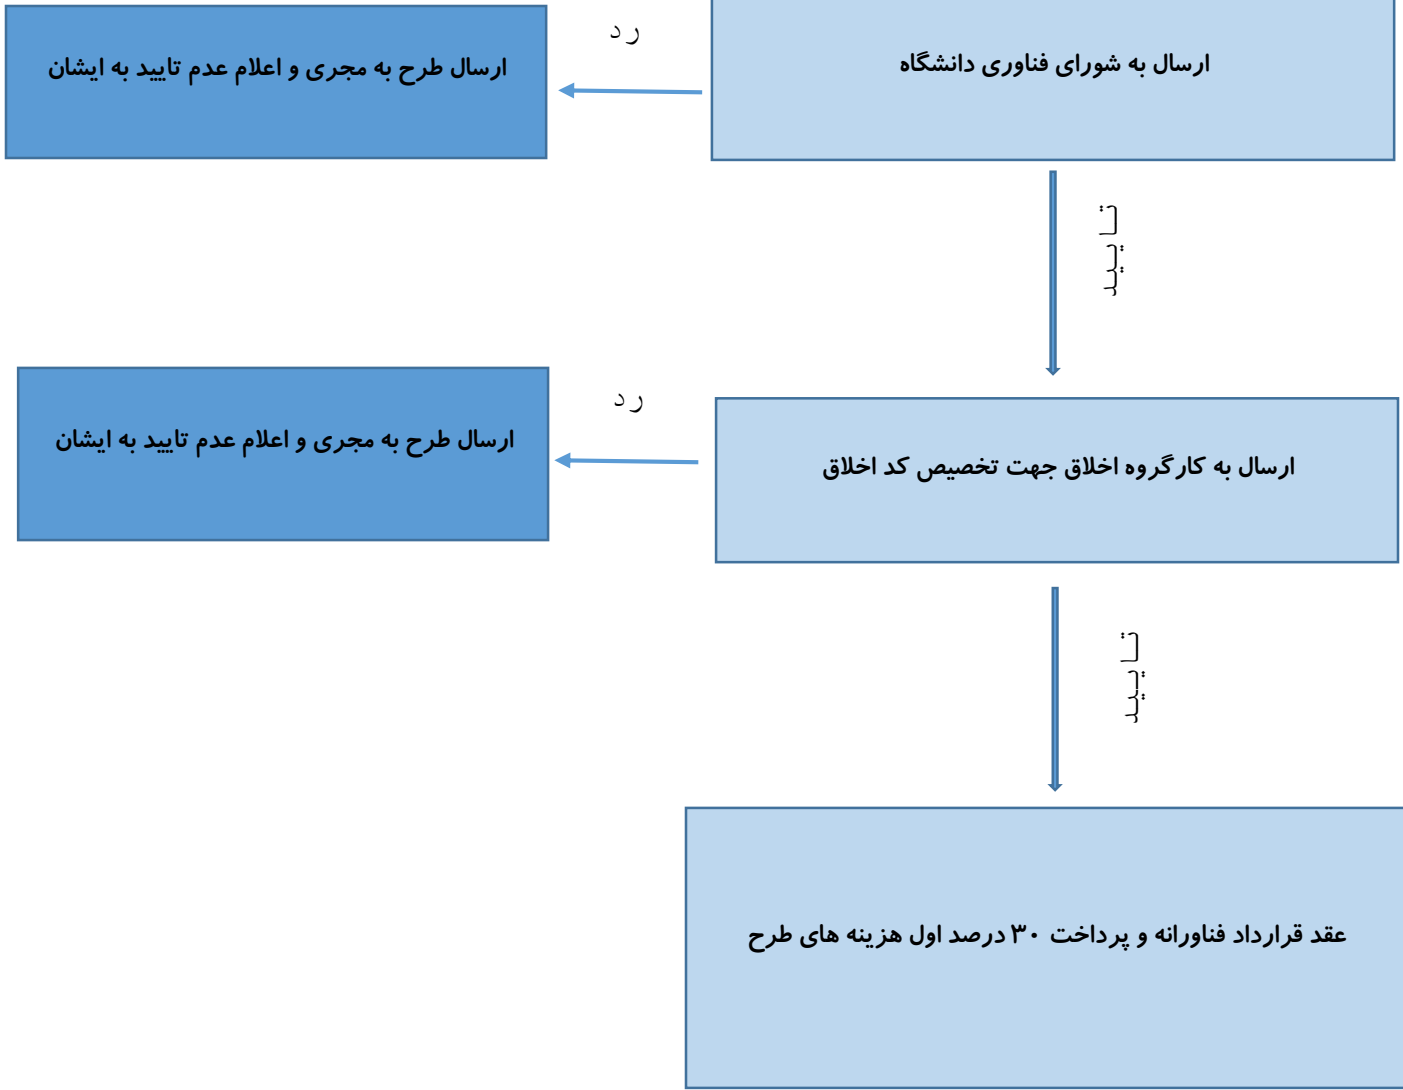 ارسال به شورای فناوری دانشگاه
رد
ارسال طرح به مجری و اعلام عدم تایید به ایشان
تایید
ارسال به کارگروه اخلاق جهت تخصیص کد اخلاق
رد
ارسال طرح به مجری و اعلام عدم تایید به ایشان
تایید
عقد قرارداد فناورانه و پرداخت ۳۰ درصد اول هزینه های طرح